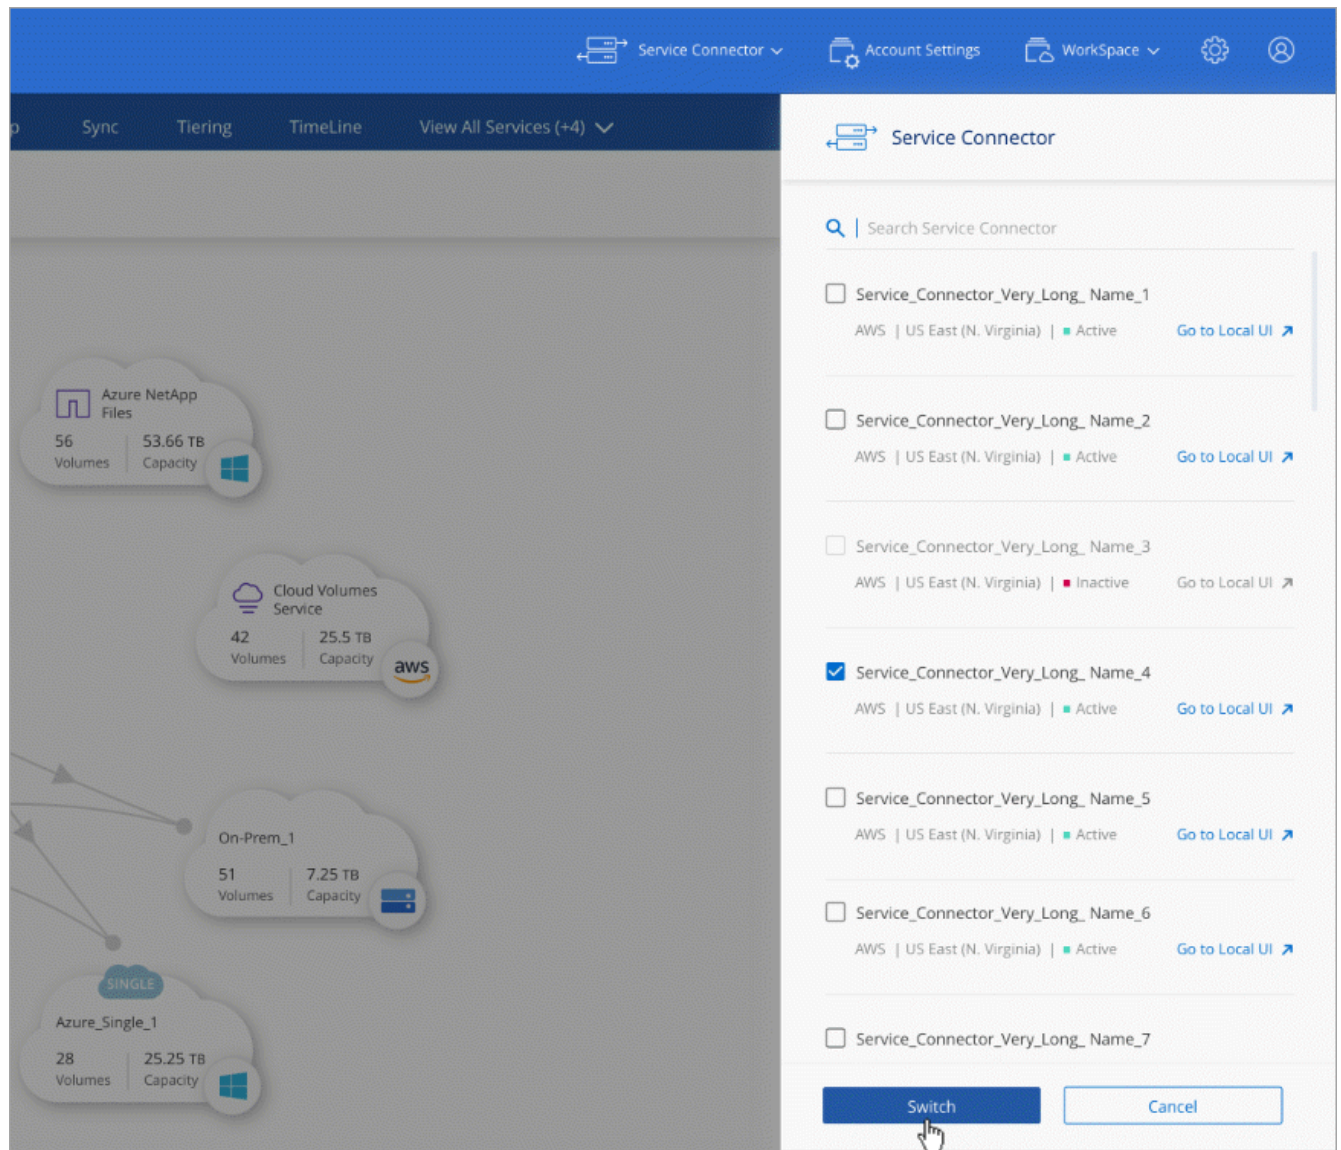 Service Connector
Account Settings
WorkSpace
Sync
Tiering
TimeLine
View All Services (+4)
Azure NetApp
Files
56
53.66 TB
Volumes
Capacity
Cloud Volumes
Service
42
25.5 TB
Volumes
Capacity
aws
On-Prem_1
51
7.25 TB
Volumes
Capacity
SINGLE
Azure_Single_1
28
25.25 TB
Volumes
Capacity
Service Connector
Search Service Connector
Service_Connector_Very_Long_ Name_1
AWS | US East (N. Virginia) | Active
Go to Local UI
Service_Connector_Very_Long_ Name_2
AWS | US East (N. Virginia) | Active
Go to Local UI
Service_Connector_Very_Long_ Name_3
AWS | US East (N. Virginia) | Inactive
Go to Local UI
Service_Connector_Very_Long_ Name_4
AWS | US East (N. Virginia) | Active
Go to Local UI
Service_Connector_Very_Long_ Name_5
AWS | US East (N. Virginia) | Active
Go to Local UI
Service_Connector_Very_Long_ Name_6
AWS | US East (N. Virginia) | Active
Go to Local UI
Service_Connector_Very_Long_ Name_7
Switch
Cancel